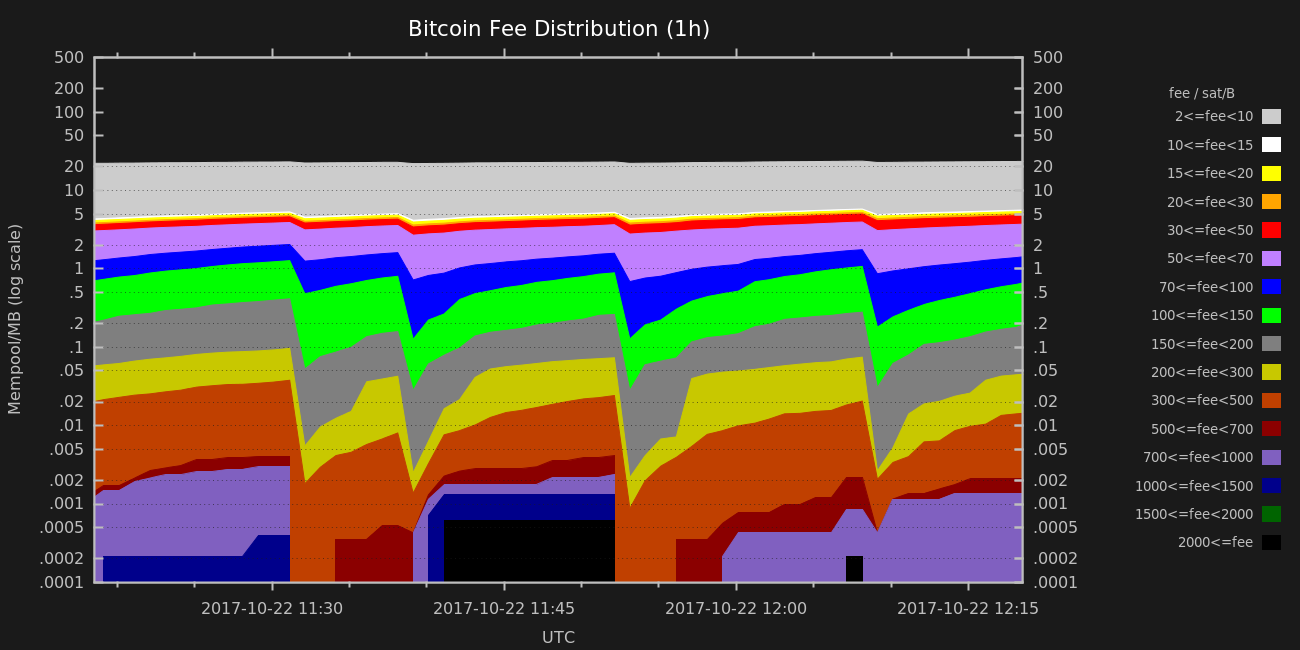 Bitcoin Fee Distribution (1h)
500
200
100
50
20
10
5
2
1
.5
.2
.1
.05
.02
.01
.005
.002
.001
.0005
.0002
.0001
Mempool/MB (log scale)
500
200
100
50
20
10
5
2
1
.5
.2
.1
.05
.02
.01
.005
.002
.001
.0005
.0002
.0001
2017-10-22 11:30
2017-10-22 11:45
2017-10-22 12:00
2017-10-22 12:15
UTC
fee / sat/B
2<=fee<10
10<=fee<15
15<=fee<20
20<=fee<30
30<=fee<50
50<=fee<70
70<=fee<100
100<=fee<150
150<=fee<200
200<=fee<300
300<=fee<500
500<=fee<700
700<=fee<1000
1000<=fee<1500
1500<=fee<2000
2000<=fee